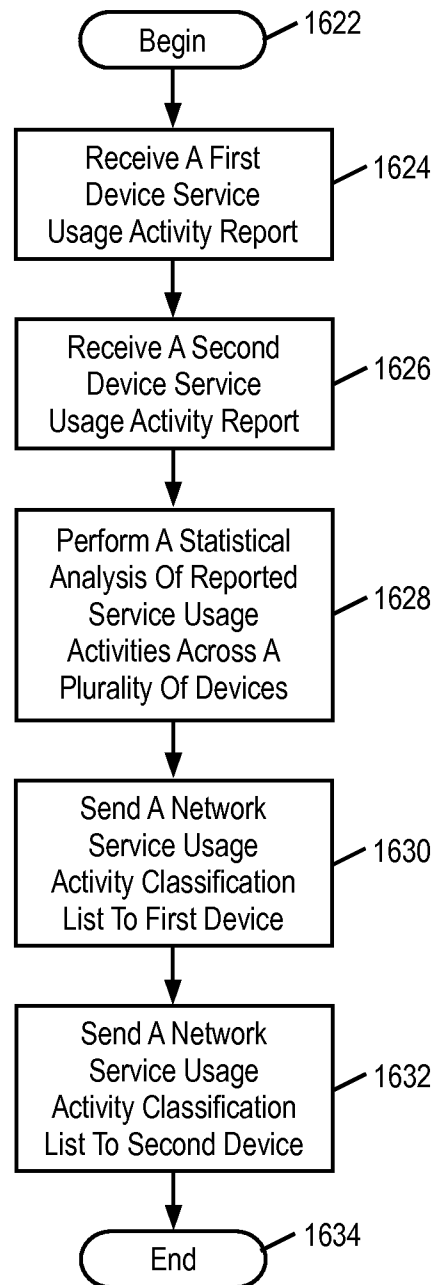 Begin
1622
Receive A First
Device Service
Usage Activity Report
1624
Receive A Second
Device Service
Usage Activity Report
1626
Perform A Statistical
Analysis Of Reported
Service Usage
Activities Across A
Plurality Of Devices
1628
Send A Network
Service Usage
Activity Classification
List To First Device
1630
Send A Network
Service Usage
Activity Classification
List To Second Device
1632
End
1634